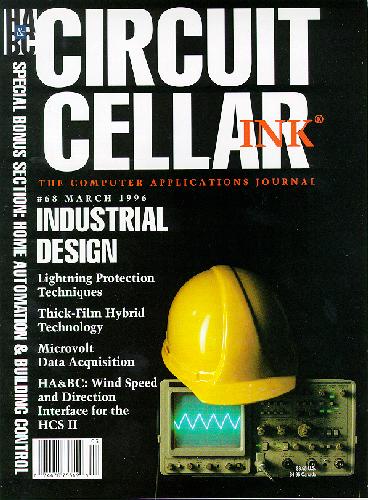 HA
&
BC
CIRCUIT
CELLAR
INK®
THE COMPUTER APPLICATIONS JOURNAL
#68 MARCH 1996
INDUSTRIAL
DESIGN
Lightning Protection
Techniques
Thick-Film Hybrid
Technology
Microvolt
Data Acquisition
HA&BC: Wind Speed
and Direction
Interface for the
HCS II
SPECIAL BONUS SECTION: HOME AUTOMATION & BUILDING CONTROL